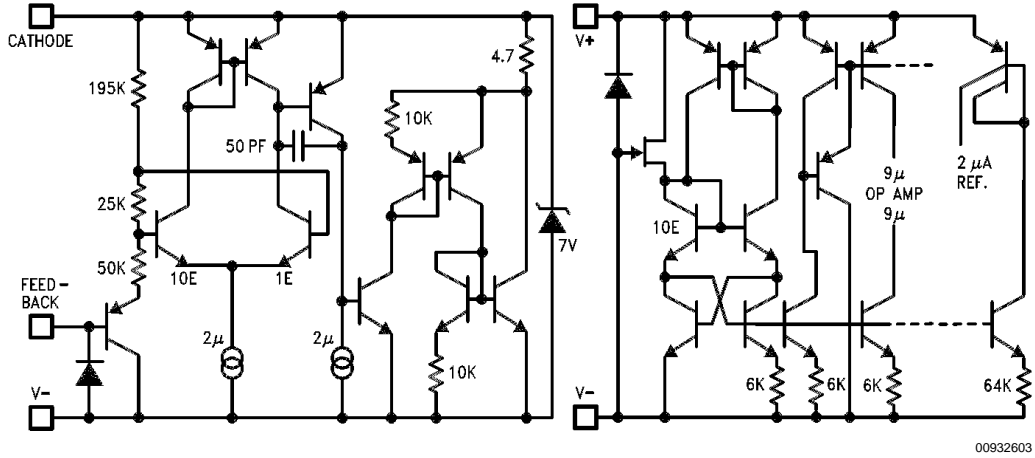 CATHODE
195K
50 PF
25K
50K
10E
1E
FEED-
BACK
2μ
2μ
V-
4.7
10K
10K
7V
V+
10E
9μ
OP AMP
9μ
2 μA
REF.
6K
6K
6K
64K
V-
00932603